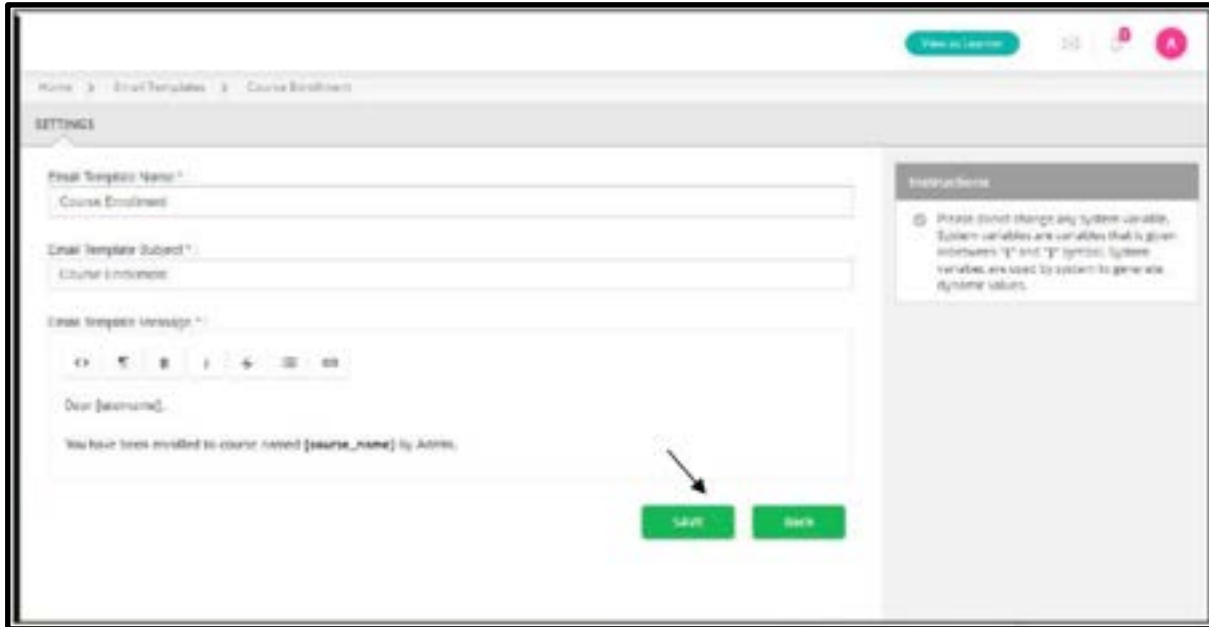 View as Learner
A
Home > Email Templates > Course Enrollment
SETTINGS
Email Template Name * :
Course Enrollment
Email Template Subject * :
Course Enrollment
Email Template Message * :
B I S
Dear [username],
You have been enrolled to course named [course_name] by Admin.
SAVE
BACK
Instructions
Please donot change any system variable.
System variables are variables that is given
inbetween "[" and "]" symbol. System
variables are used by system to generate
dynamic values.